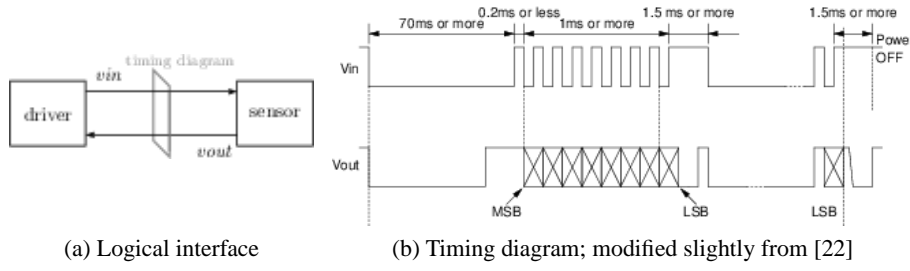 timing diagram
vin
driver
sensor
vout
(a) Logical interface
70ms or more
0.2ms or less
1ms or more
1.5 ms or more
1.5ms or more
Vin
Powe
OFF
Vout
MSB
LSB
LSB
(b) Timing diagram; modified slightly from [22]